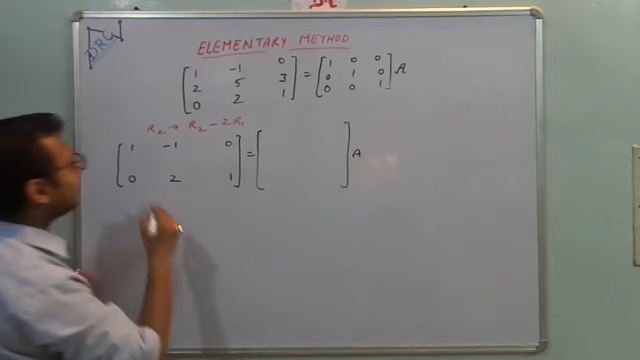 DRU
ELEMENTARY METHOD
1 -1 0 1 0 0
2 5 3 = 0 1 0 A
0 2 1 0 0 1
R₂ → R₂ - 2R₁
1 -1 0
= A
0 2 1